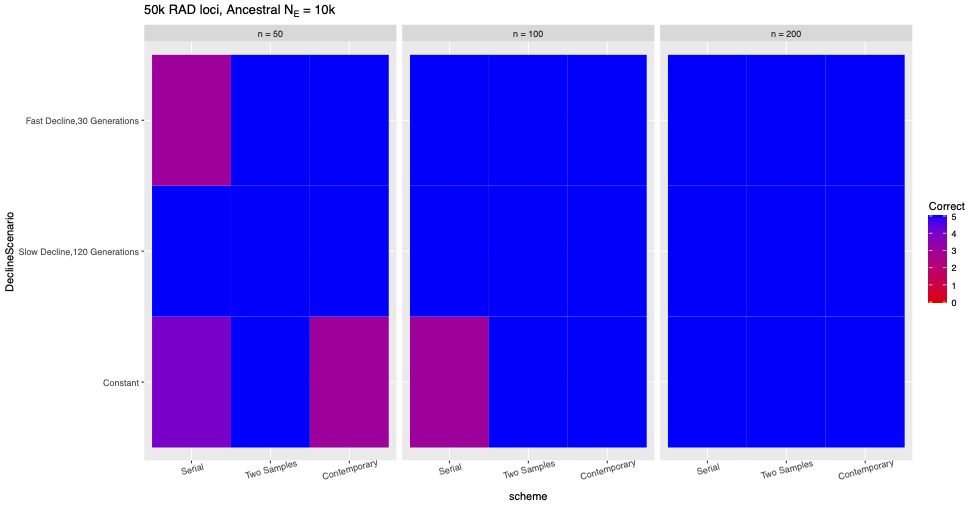 50k RAD loci, Ancestral NE = 10k
n = 50
n = 100
n = 200
DeclineScenario
Fast Decline,30 Generations
Slow Decline,120 Generations
Constant
Serial
Two Samples
Contemporary
Serial
Two Samples
Contemporary
Serial
Two Samples
Contemporary
scheme
Correct
5
4
3
2
1
0